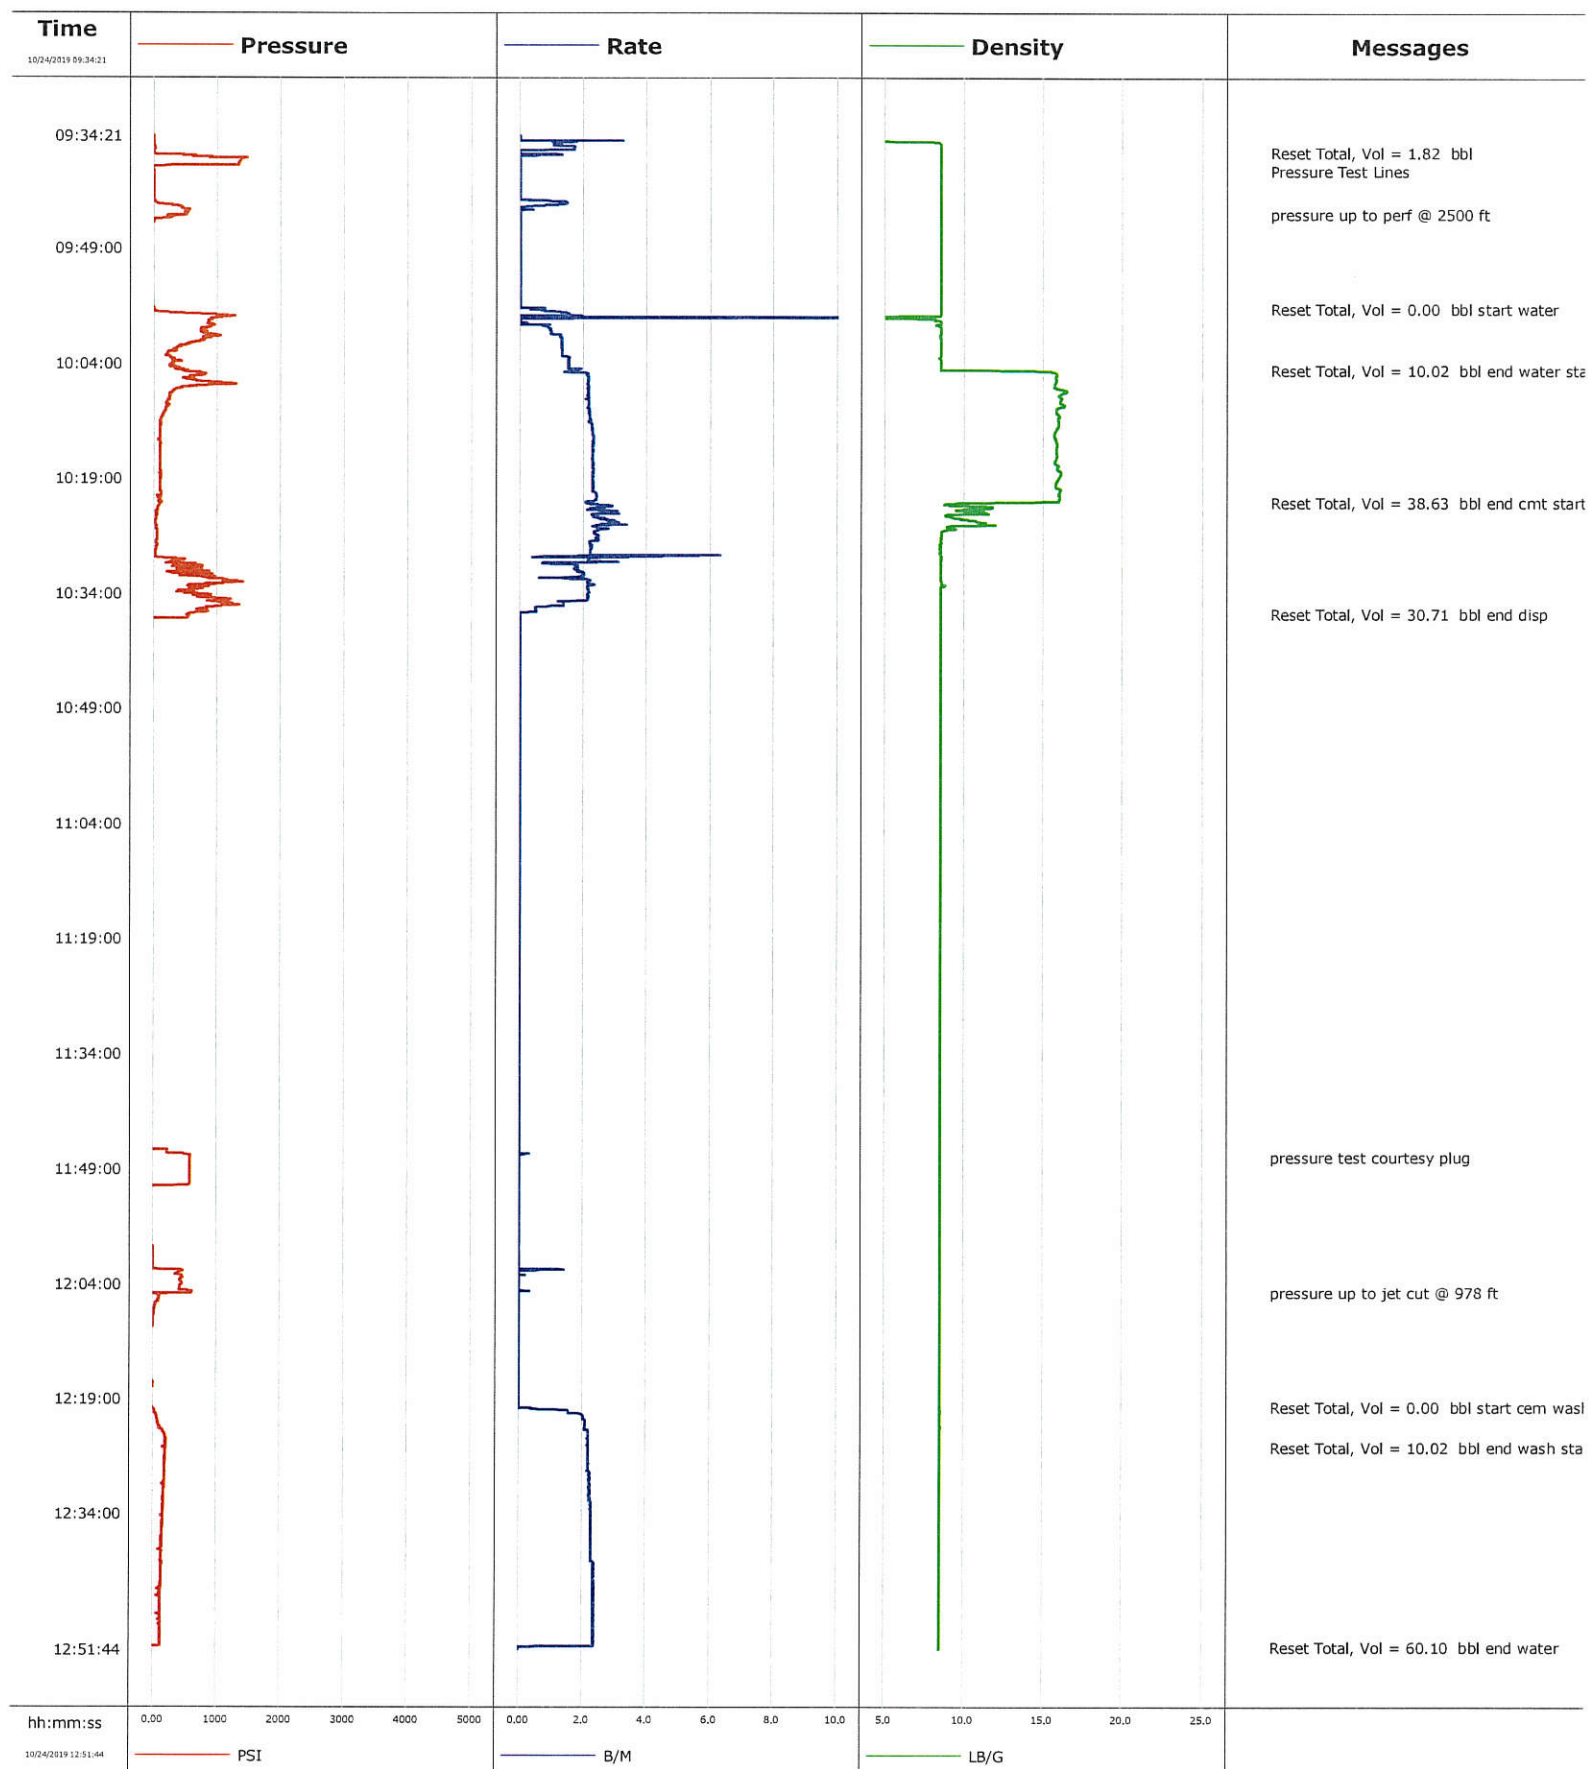 Time
10/24/2019 09:34:21
Pressure
Rate
Density
Messages
09:34:21
Reset Total, Vol = 1.82 bbl
Pressure Test Lines
pressure up to perf @ 2500 ft
09:49:00
Reset Total, Vol = 0.00 bbl start water
10:04:00
Reset Total, Vol = 10.02 bbl end water sta
10:19:00
Reset Total, Vol = 38.63 bbl end cmt start
10:34:00
Reset Total, Vol = 30.71 bbl end disp
10:49:00
11:04:00
11:19:00
11:34:00
11:49:00
pressure test courtesy plug
12:04:00
pressure up to jet cut @ 978 ft
12:19:00
Reset Total, Vol = 0.00 bbl start cem wasl
Reset Total, Vol = 10.02 bbl end wash sta
12:34:00
12:51:44
Reset Total, Vol = 60.10 bbl end water
hh:mm:ss
0.00 1000 2000 3000 4000 5000
0.00 2.0 4.0 6.0 8.0 10.0
5.0 10.0 15.0 20.0 25.0
10/24/2019 12:51:44
PSI
B/M
LB/G